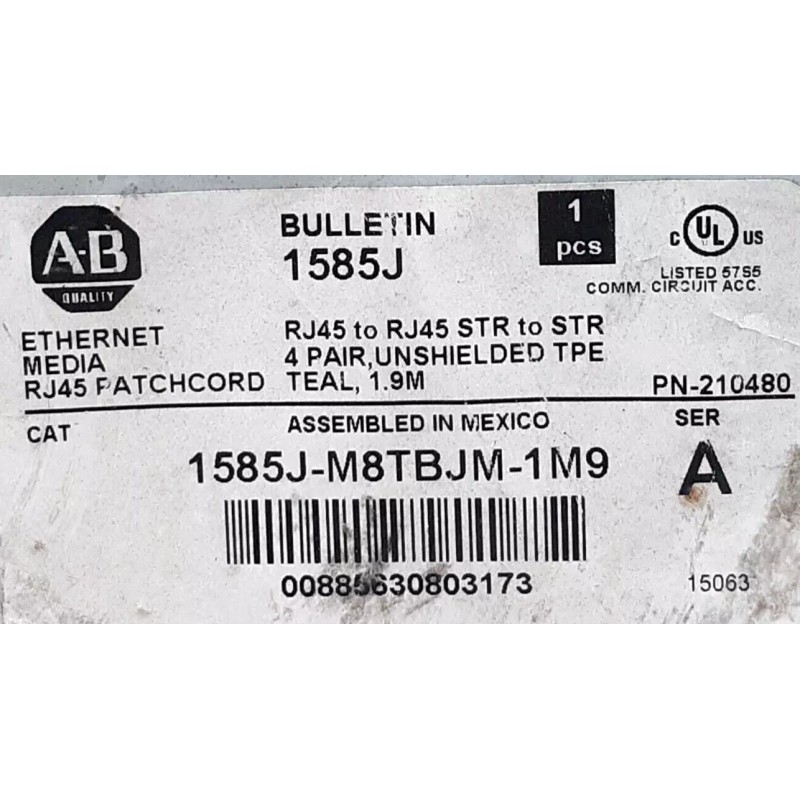 A-B
QUALITY
BULLETIN
1585J
1
pcs
C UL US
LISTED 57S5
COMM. CIRCUIT ACC.
ETHERNET
MEDIA
RJ45 PATCHCORD
RJ45 to RJ45 STR to STR
4 PAIR,UNSHIELDED TPE
TEAL, 1.9M
PN-210480
CAT
ASSEMBLED IN MEXICO
SER
1585J-M8TBJM-1M9
A
00885630803173
15063